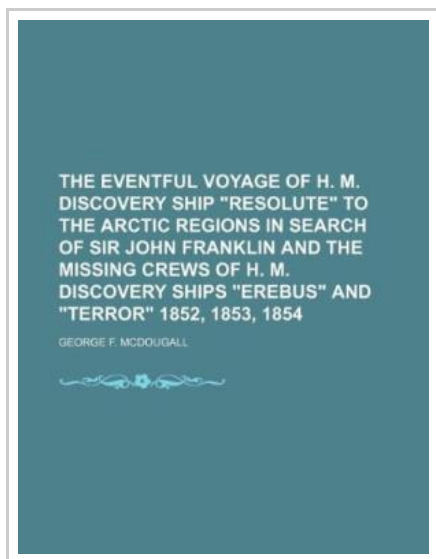 THE EVENTFUL VOYAGE OF H. M.
DISCOVERY SHIP "RESOLUTE" TO
THE ARCTIC REGIONS IN SEARCH
OF SIR JOHN FRANKLIN AND THE
MISSING CREWS OF H. M.
DISCOVERY SHIPS "EREBUS" AND
"TERROR" 1852, 1853, 1854
GEORGE F. MCDOUGALL